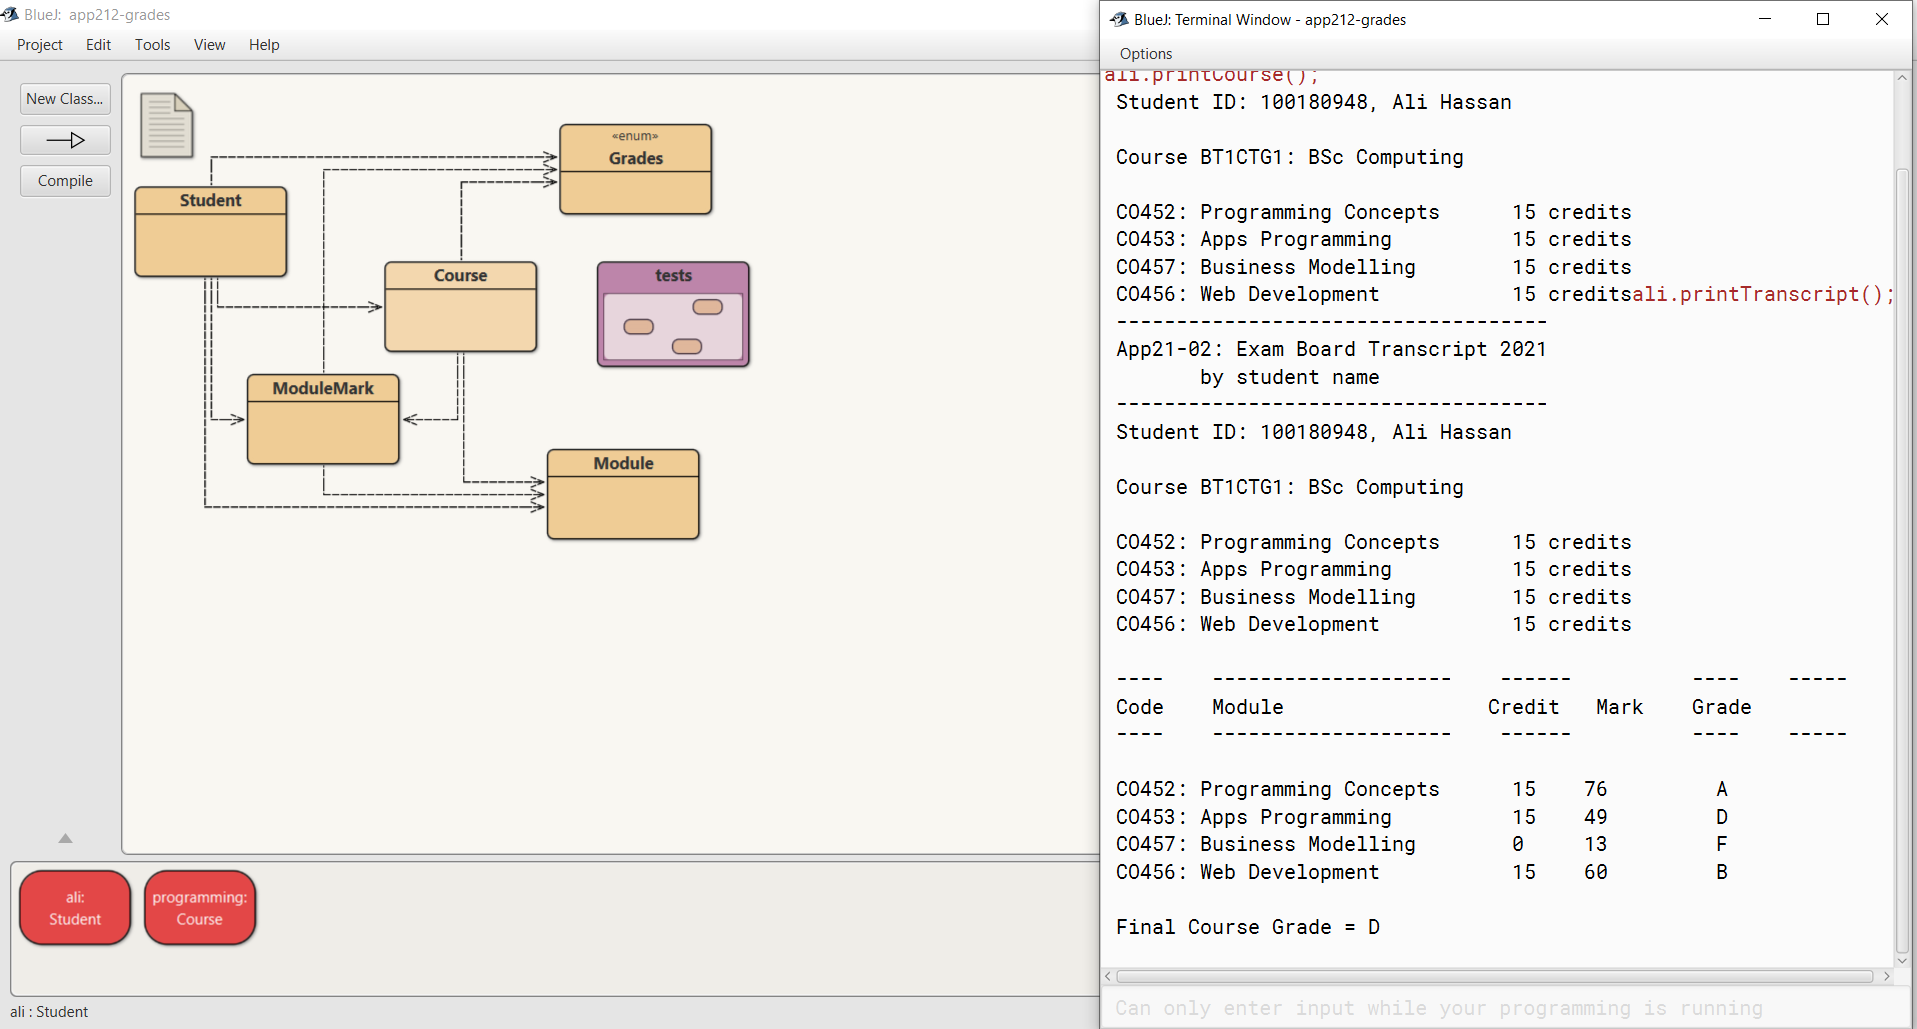 BlueJ: app212-grades
Project Edit Tools View Help
New Class...
Compile
«enum»
Grades
Student
Course
tests
ModuleMark
Module
ali:
Student
programming:
Course
ali : Student
BlueJ: Terminal Window - app212-grades
Options
ali.printCourse();
Student ID: 100180948, Ali Hassan
Course BT1CTG1: BSc Computing
CO452: Programming Concepts      15 credits
CO453: Apps Programming          15 credits
CO457: Business Modelling        15 credits
CO456: Web Development           15 creditsali.printTranscript();
------------------------------------
App21-02: Exam Board Transcript 2021
       by student name
------------------------------------
Student ID: 100180948, Ali Hassan
Course BT1CTG1: BSc Computing
CO452: Programming Concepts      15 credits
CO453: Apps Programming          15 credits
CO457: Business Modelling        15 credits
CO456: Web Development           15 credits
----    --------------------    ------          ----    -----
Code    Module                 Credit   Mark    Grade
----    --------------------    ------          ----    -----
CO452: Programming Concepts      15    76         A
CO453: Apps Programming          15    49         D
CO457: Business Modelling        0     13         F
CO456: Web Development           15    60         B
Final Course Grade = D
Can only enter input while your programming is running